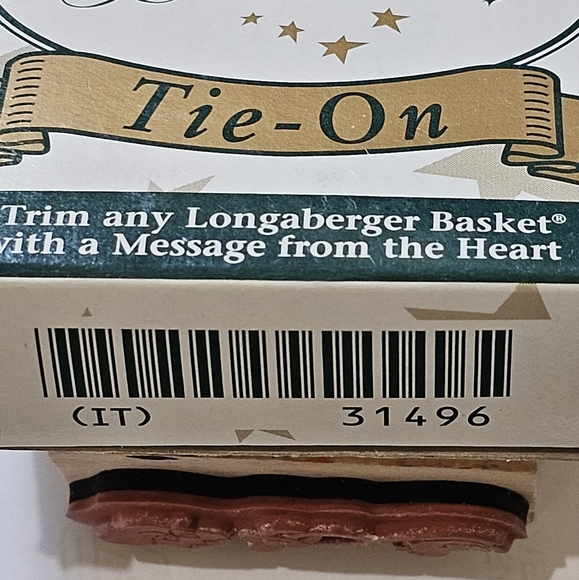 Tie-On
Trim any Longaberger Basket®
with a Message from the Heart
(IT) 31496